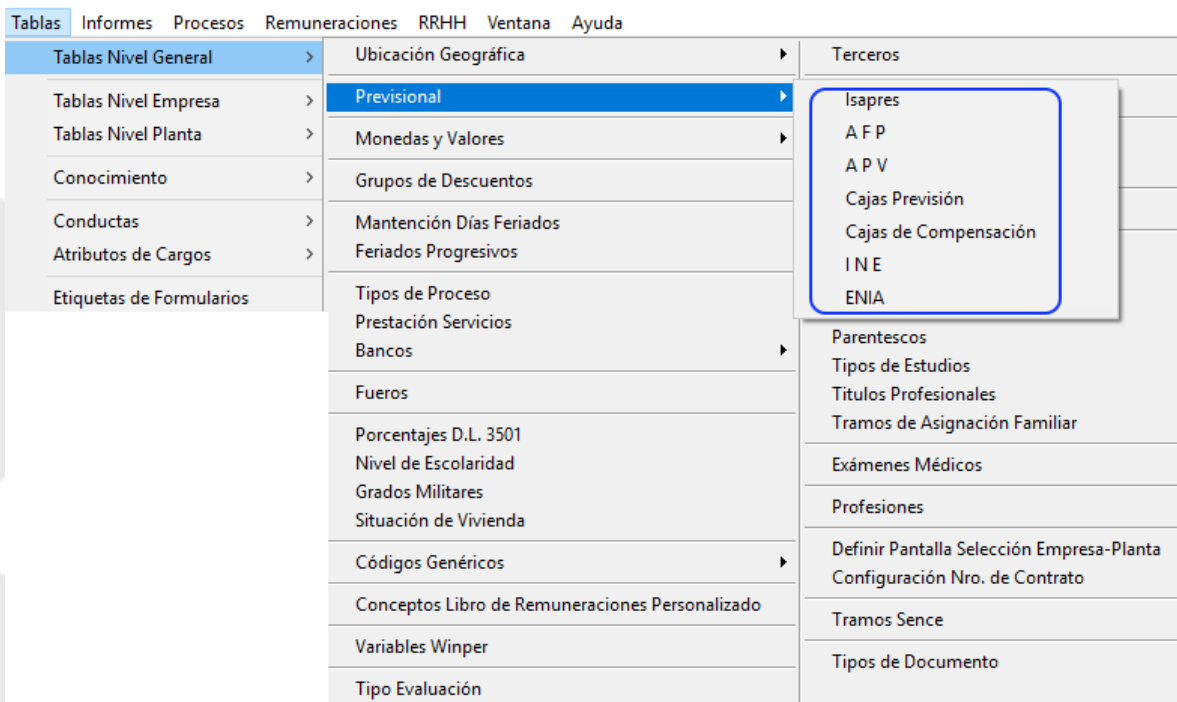 Tablas Informes Procesos Remuneraciones RRHH Ventana Ayuda
Tablas Nivel General
Tablas Nivel Empresa
Tablas Nivel Planta
Conocimiento
Conductas
Atributos de Cargos
Etiquetas de Formularios
Ubicación Geográfica
Previsional
Monedas y Valores
Grupos de Descuentos
Mantención Días Feriados
Feriados Progresivos
Tipos de Proceso
Prestación Servicios
Bancos
Fueros
Porcentajes D.L. 3501
Nivel de Escolaridad
Grados Militares
Situación de Vivienda
Códigos Genéricos
Conceptos Libro de Remuneraciones Personalizado
Variables Winper
Tipo Evaluación
Terceros
Isapres
A F P
A P V
Cajas Previsión
Cajas de Compensación
I N E
ENIA
Parentescos
Tipos de Estudios
Titulos Profesionales
Tramos de Asignación Familiar
Exámenes Médicos
Profesiones
Definir Pantalla Selección Empresa-Planta
Configuración Nro. de Contrato
Tramos Sence
Tipos de Documento